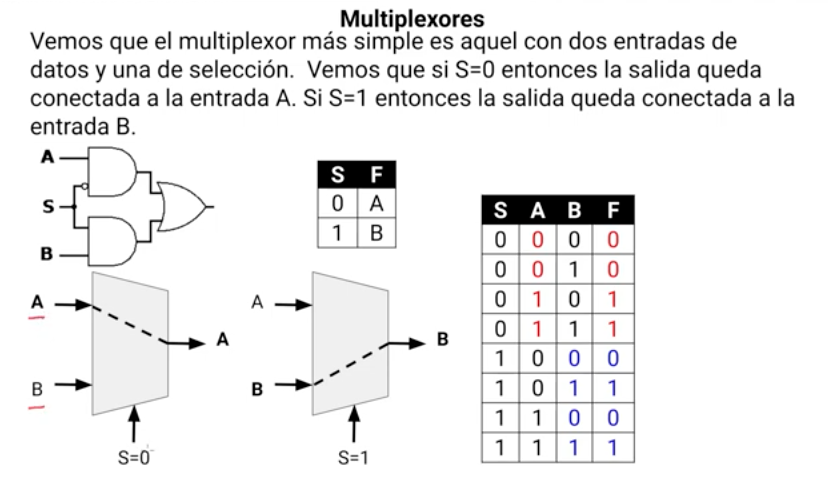 Multiplexores
Vemos que el multiplexor más simple es aquel con dos entradas de
datos y una de selección. Vemos que si S=0 entonces la salida queda
conectada a la entrada A. Si S=1 entonces la salida queda conectada a la
entrada B.
A
S
B
S F
0 A
1 B
S A B F
0 0 0 0
0 0 1 0
0 1 0 1
0 1 1 1
1 0 0 0
1 0 1 1
1 1 0 0
1 1 1 1
A
A
B
S=0
A
B
B
S=1